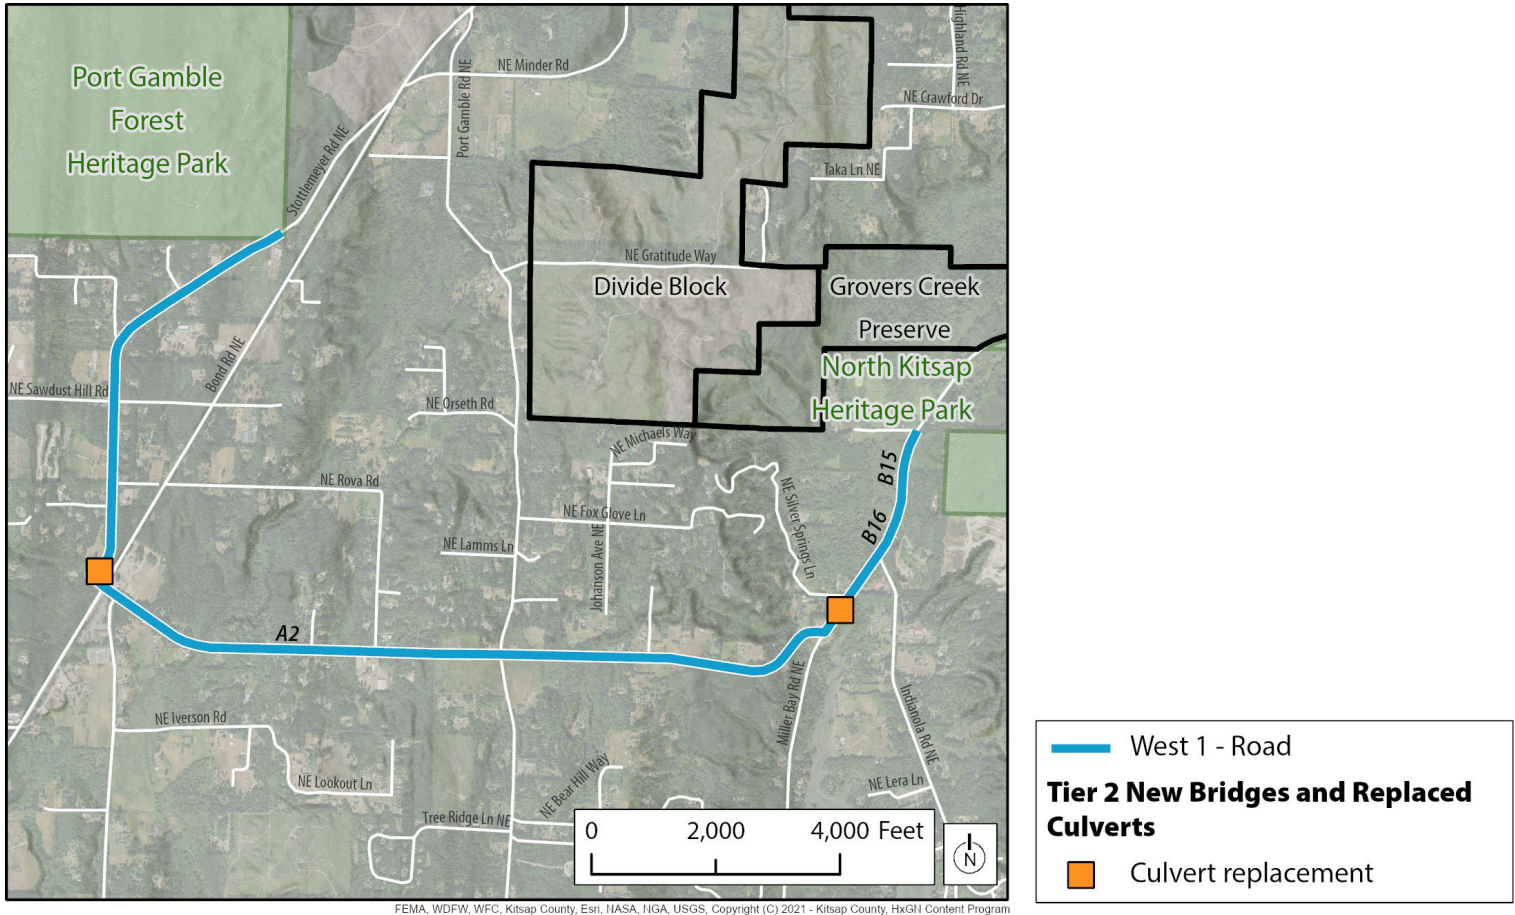 Port Gamble
Forest
Heritage Park
Stottlemeyer Rd NE
Port Gamble Rd NE
NE Minder Rd
Highland Rd NE
NE Crawford Dr
Taka Ln NE
NE Gratitude Way
Divide Block
Grovers Creek
Preserve
North Kitsap
Heritage Park
Bond Rd NE
NE Sawdust Hill Rd
NE Orseth Rd
NE Michaels Way
NE Rova Rd
NE Fox Glove Ln
NE Lamms Ln
Johanson Ave NE
NE Silver Springs Ln
B15
B16
A2
Miller Bay Rd NE
Indianola Rd NE
NE Iverson Rd
NE Lookout Ln
NE Bear Hill Way
Tree Ridge Ln NE
NE Lera Ln
0 2,000 4,000 Feet
N
West 1 - Road
Tier 2 New Bridges and Replaced
Culverts
Culvert replacement
FEMA, WDFW, WFC, Kitsap County, Esri, NASA, NGA, USGS, Copyright (C) 2021 - Kitsap County, HxGN Content Program